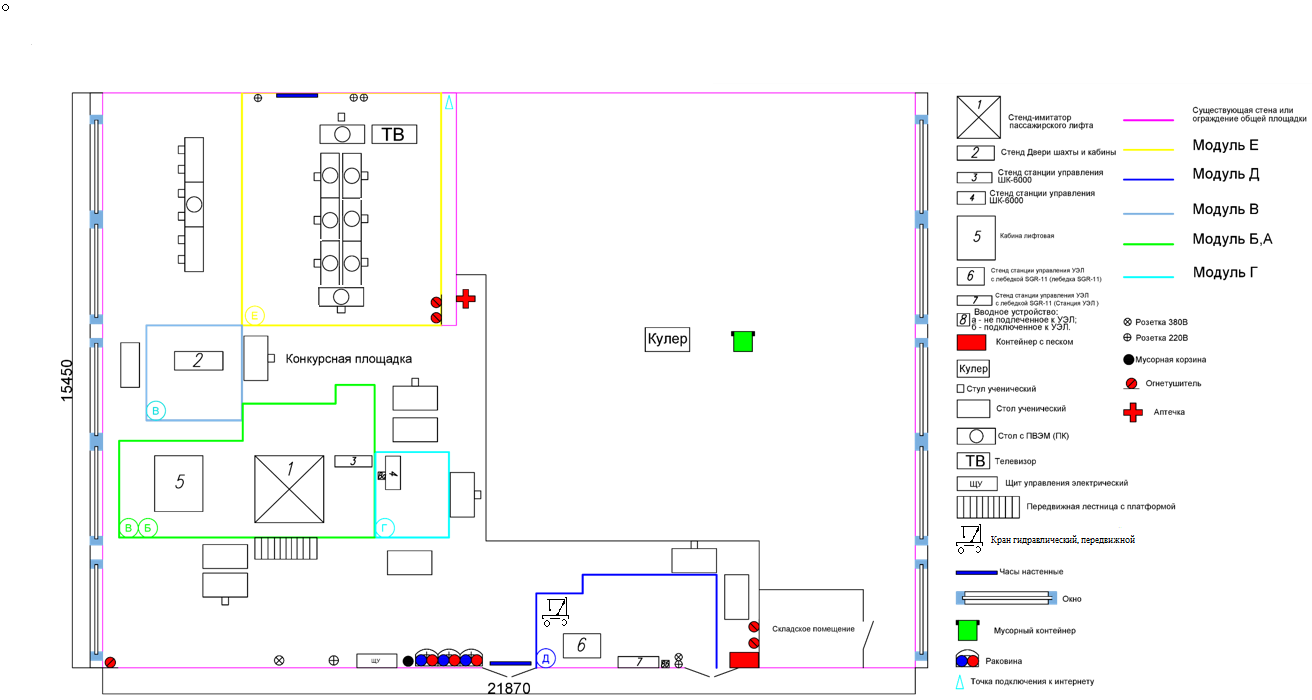 ТВ
Е
2
Конкурсная площадка
Кулер
В
15450
5
1
3
4
В
Б
Г
Складское помещение
6
7
Д
ЩУ
21870
1
Стенд-имитатор
пассажирского лифта
2
Стенд Двери шахты и кабины
3
Стенд станции управления
ШК-6000
4
Стенд станции управления
ШК-6000
5
Кабина лифтовая
6
Стенд станции управления УЭЛ
с лебедкой SGR-11 (лебедка SGR-11)
7
Стенд станции управления УЭЛ
с лебедкой SGR-11 (Станция УЭЛ )
8
Вводное устройство:
а - не подлеченное к УЭЛ;
б - подключенное к УЭЛ.
Контейнер с песком
Кулер
Стул ученический
Стол ученический
Стол с ПВЭМ (ПК)
ТВ
Телевизор
ЩУ
Щит управления электрический
Передвижная лестница с платформой
Кран гидравлический, передвижной
Часы настенные
Окно
Мусорный контейнер
Раковина
Точка подключения к интернету
Существующая стена или
ограждение общей площадки
Модуль Е
Модуль Д
Модуль В
Модуль Б,А
Модуль Г
Розетка 380В
Розетка 220В
Мусорная корзина
Огнетушитель
Аптечка